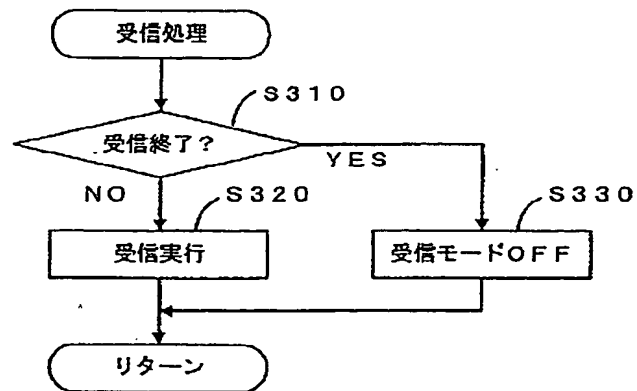 受信処理
S310
受信終了?
YES
NO
S320
S330
受信実行
受信モードOFF
リターン